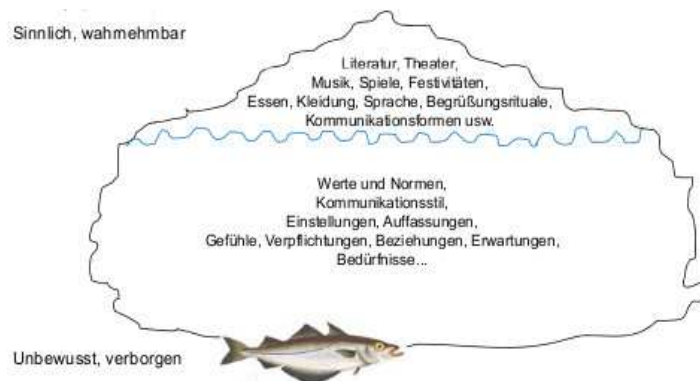 Sinnlich, wahrnehmbar
Literatur, Theater,
Musik, Spiele, Festivitäten,
Essen, Kleidung, Sprache, Begrüßungsrituale,
Kommunikationsformen usw.
Werte und Normen,
Kommunikationsstil,
Einstellungen, Auffassungen,
Gefühle, Verpflichtungen, Beziehungen, Erwartungen,
Bedürfnisse...
Unbewusst, verborgen